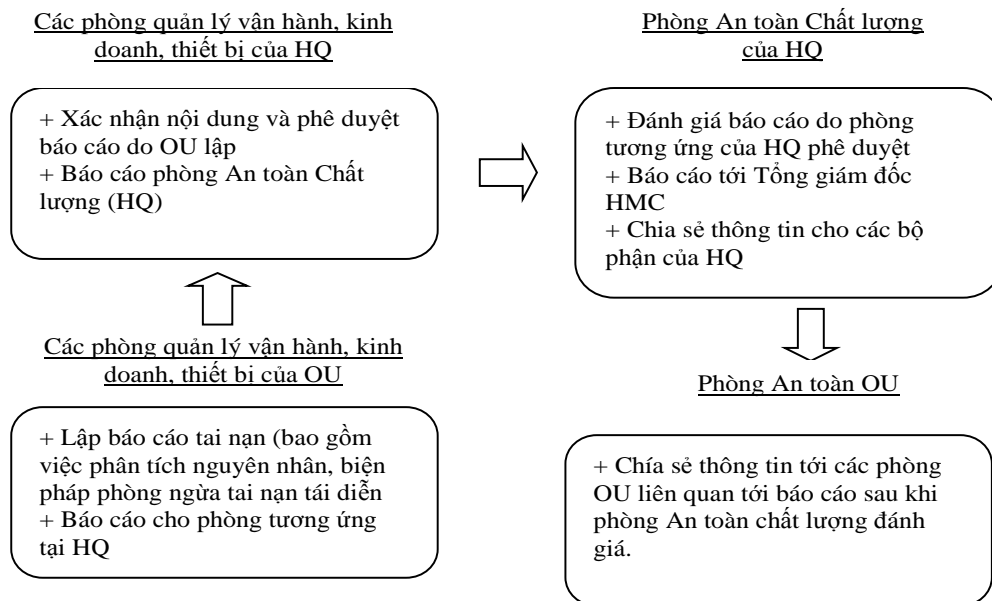 Các phòng quản lý vận hành, kinh
doanh, thiết bị của HQ
+ Xác nhận nội dung và phê duyệt
báo cáo do OU lập
+ Báo cáo phòng An toàn Chất
lượng (HQ)
Phòng An toàn Chất lượng
của HQ
+ Đánh giá báo cáo do phòng
tương ứng của HQ phê duyệt
+ Báo cáo tới Tổng giám đốc
HMC
+ Chia sẻ thông tin cho các bộ
phận của HQ
Các phòng quản lý vận hành, kinh
doanh, thiết bị của OU
+ Lập báo cáo tai nạn (bao gồm
việc phân tích nguyên nhân, biện
pháp phòng ngừa tai nạn tái diễn
+ Báo cáo cho phòng tương ứng
tại HQ
Phòng An toàn OU
+ Chía sẻ thông tin tới các phòng
OU liên quan tới báo cáo sau khi
phòng An toàn chất lượng đánh
giá.